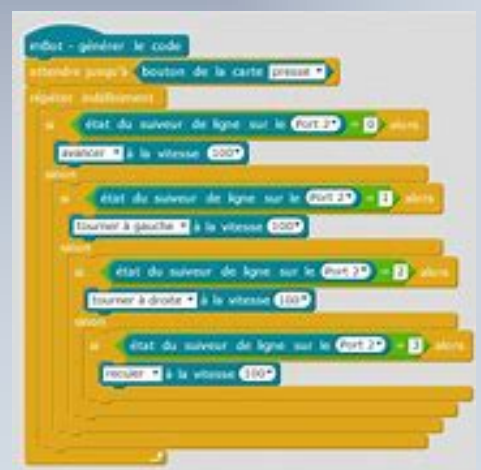 mBot - générer le code
attendre jusqu'à bouton de la carte pressé
répéter indéfiniment
si état du suiveur de ligne sur le Port 2 = 0 alors
avancer à la vitesse 100
sinon
si état du suiveur de ligne sur le Port 2 = 1 alors
tourner à gauche à la vitesse 100
sinon
si état du suiveur de ligne sur le Port 2 = 2 alors
tourner à droite à la vitesse 100
sinon
si état du suiveur de ligne sur le Port 2 = 3 alors
reculer à la vitesse 100